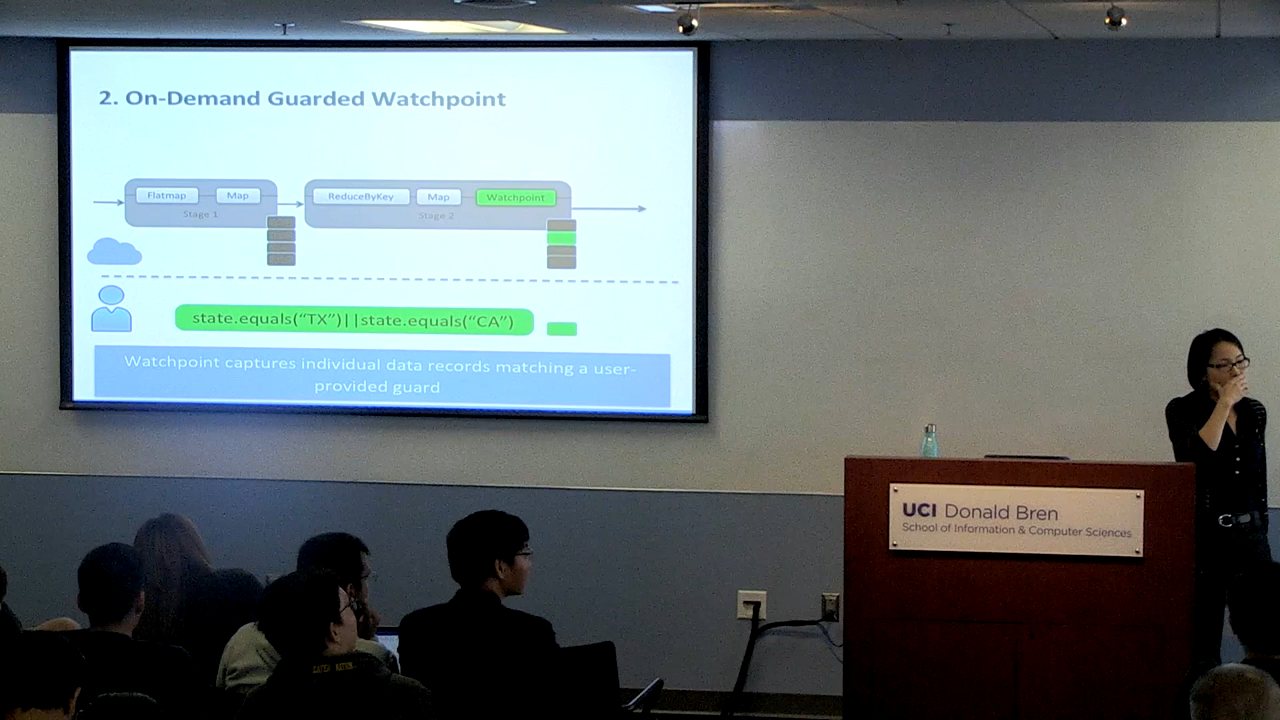 2. On-Demand Guarded Watchpoint
Flatmap
Map
Stage 1
ReduceByKey
Map
Watchpoint
Stage 2
state.equals(“TX”)||state.equals(“CA”)
Watchpoint captures individual data records matching a user-
provided guard
UCI Donald Bren
School of Information & Computer Sciences